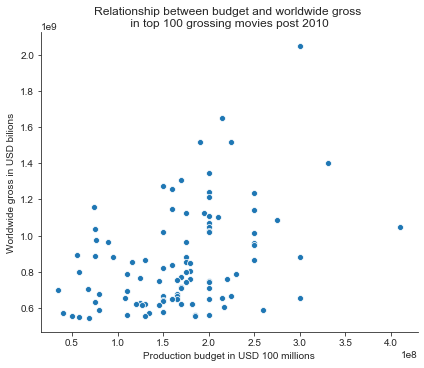 Relationship between budget and worldwide gross
in top 100 grossing movies post 2010
1e9
2.0
1.8
1.6
1.4
1.2
1.0
0.8
0.6
Worldwide gross in USD bilions
0.5
1.0
1.5
2.0
2.5
3.0
3.5
4.0
1e8
Production budget in USD 100 millions